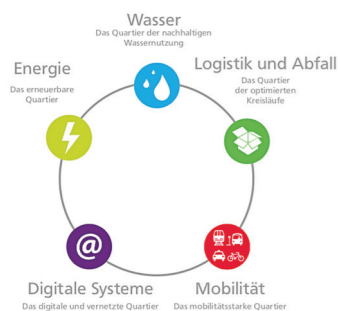 Wasser
Das Quartier der nachhaltigen
Wassernutzung
Logistik und Abfall
Das Quartier
der optimierten
Kreisläufe
Energie
Das erneuerbare
Quartier
@
Digitale Systeme
Das digitale und vernetzte Quartier
Mobilität
Das mobilitätsstarke Quartier